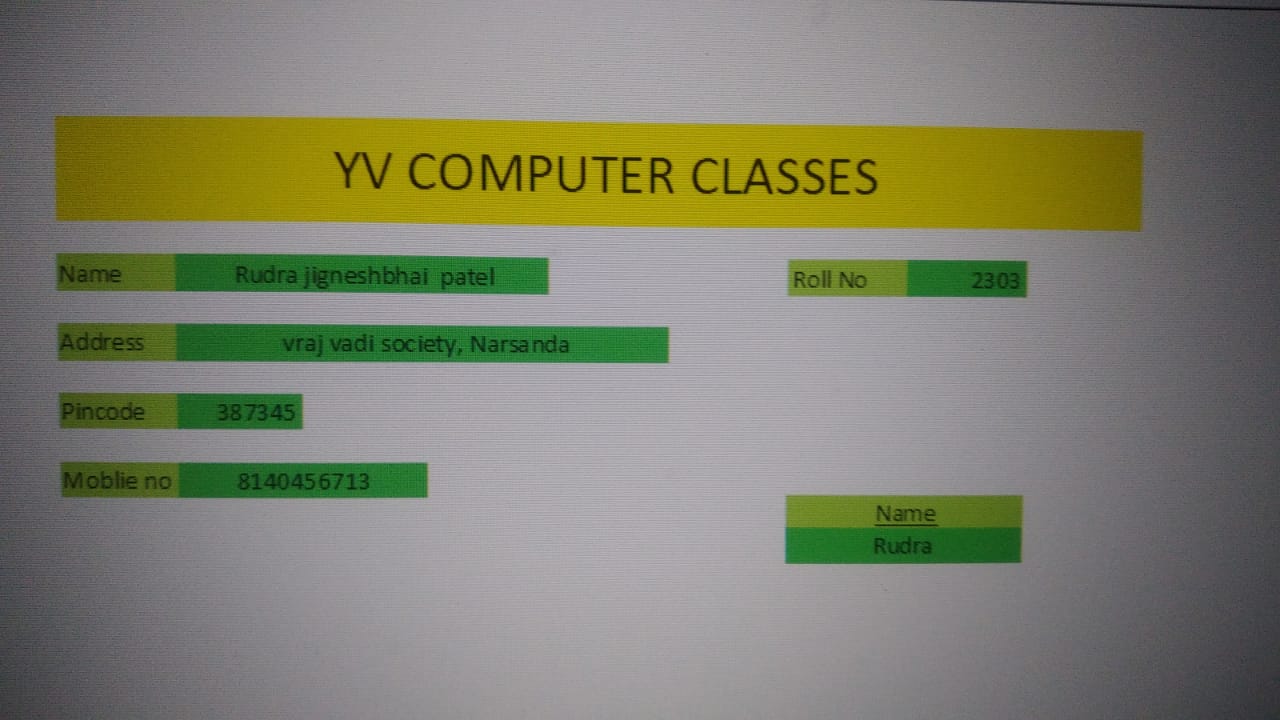 YV COMPUTER CLASSES
Name Rudra jigneshbhai patel Roll No 2303
Address vraj vadi society, Narsanda
Pincode 387345
Moblie no 8140456713
Name
Rudra